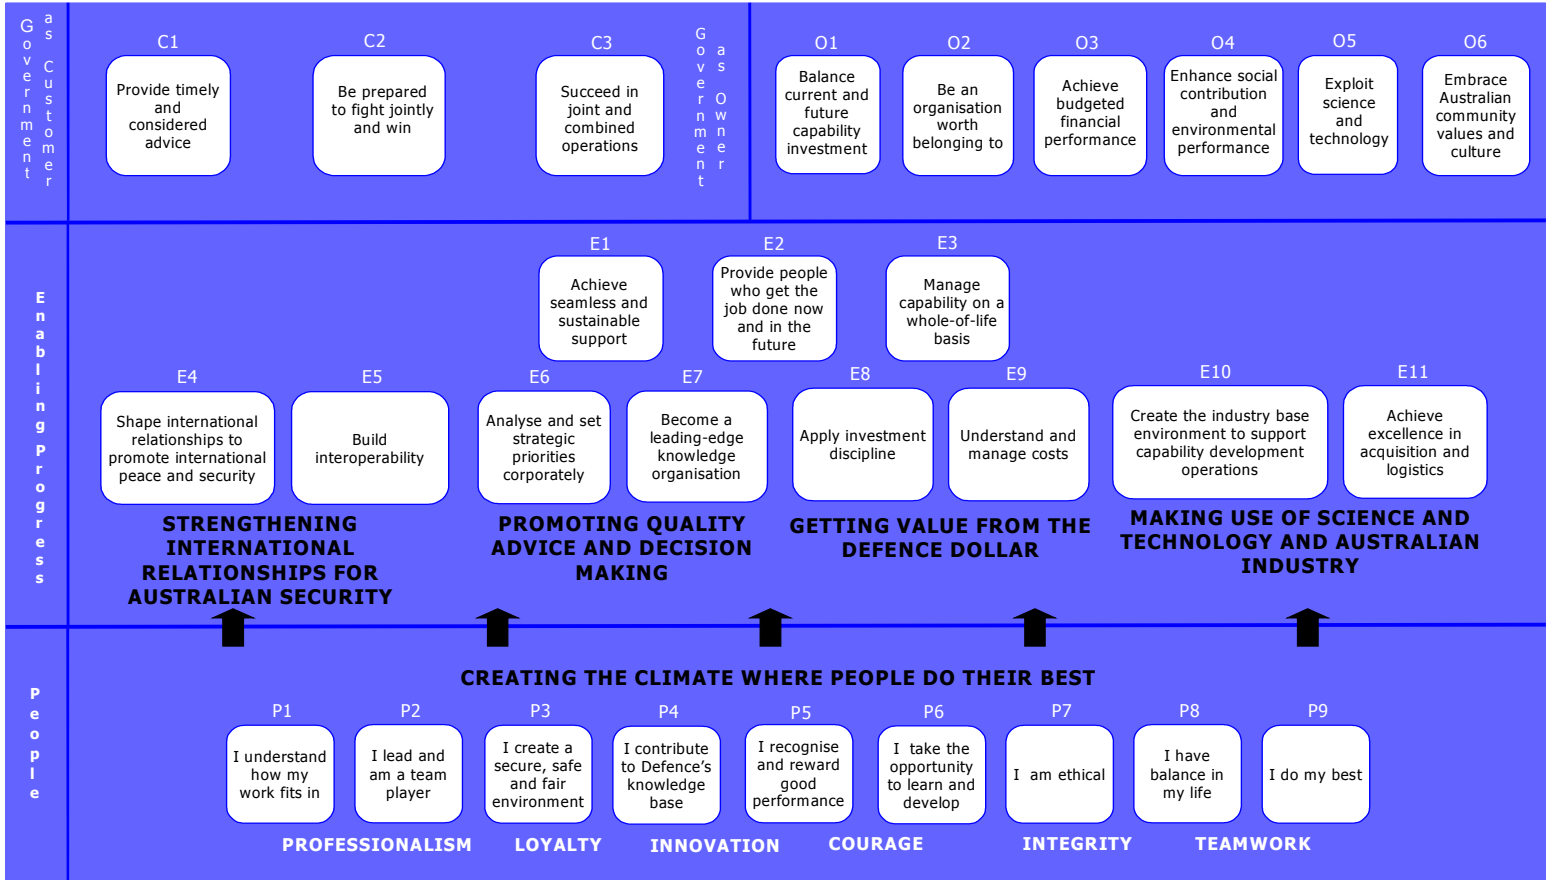 Government
as Customer
C1
Provide timely
and
considered
advice
C2
Be prepared
to fight jointly
and win
C3
Succeed in
joint and
combined
operations
Government
as Owner
O1
Balance
current and
future
capability
investment
O2
Be an
organisation
worth
belonging to
O3
Achieve
budgeted
financial
performance
O4
Enhance social
contribution
and
environmental
performance
O5
Exploit
science
and
technology
O6
Embrace
Australian
community
values and
culture
Enabling Progress
E1
Achieve
seamless and
sustainable
support
E2
Provide people
who get the
job done now
and in the
future
E3
Manage
capability on a
whole-of-life
basis
E4
Shape international
relationships to
promote international
peace and security
E5
Build
interoperability
E6
Analyse and set
strategic
priorities
corporately
E7
Become a
leading-edge
knowledge
organisation
E8
Apply investment
discipline
E9
Understand and
manage costs
E10
Create the industry base
environment to support
capability development
operations
E11
Achieve
excellence in
acquisition and
logistics
STRENGTHENING
INTERNATIONAL
RELATIONSHIPS FOR
AUSTRALIAN SECURITY
PROMOTING QUALITY
ADVICE AND DECISION
MAKING
GETTING VALUE FROM THE
DEFENCE DOLLAR
MAKING USE OF SCIENCE AND
TECHNOLOGY AND AUSTRALIAN
INDUSTRY
People
CREATING THE CLIMATE WHERE PEOPLE DO THEIR BEST
P1
I understand
how my
work fits in
P2
I lead and
am a team
player
P3
I create a
secure, safe
and fair
environment
P4
I contribute
to Defence's
knowledge
base
P5
I recognise
and reward
good
performance
P6
I take the
opportunity
to learn and
develop
P7
I am ethical
P8
I have
balance in
my life
P9
I do my best
PROFESSIONALISM
LOYALTY
INNOVATION
COURAGE
INTEGRITY
TEAMWORK